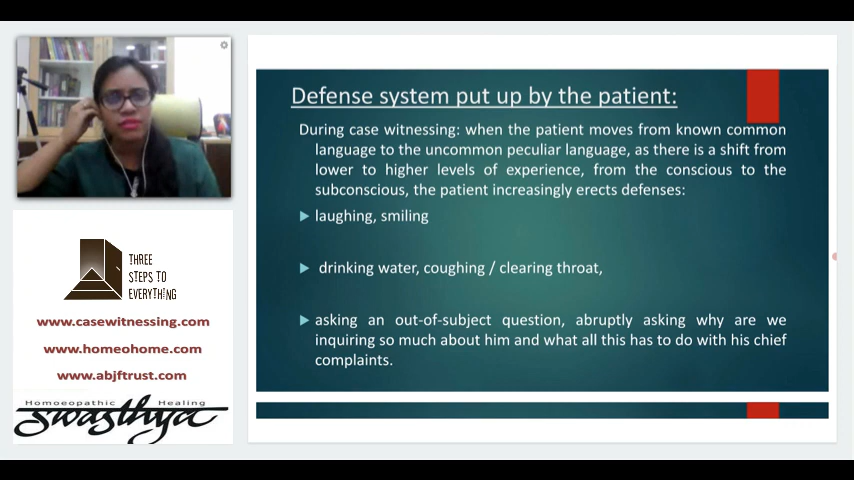 Defense system put up by the patient:
During case witnessing: when the patient moves from known common
language to the uncommon peculiar language, as there is a shift from
lower to higher levels of experience, from the conscious to the
subconscious, the patient increasingly erects defenses:
laughing, smiling
drinking water, coughing / clearing throat,
asking an out-of-subject question, abruptly asking why are we
inquiring so much about him and what all this has to do with his chief
complaints.
THREE
STEPS TO
EVERYTHING
www.casewitnessing.com
www.homeohome.com
www.abjftrust.com
Homoeopathic Healing
swasthya